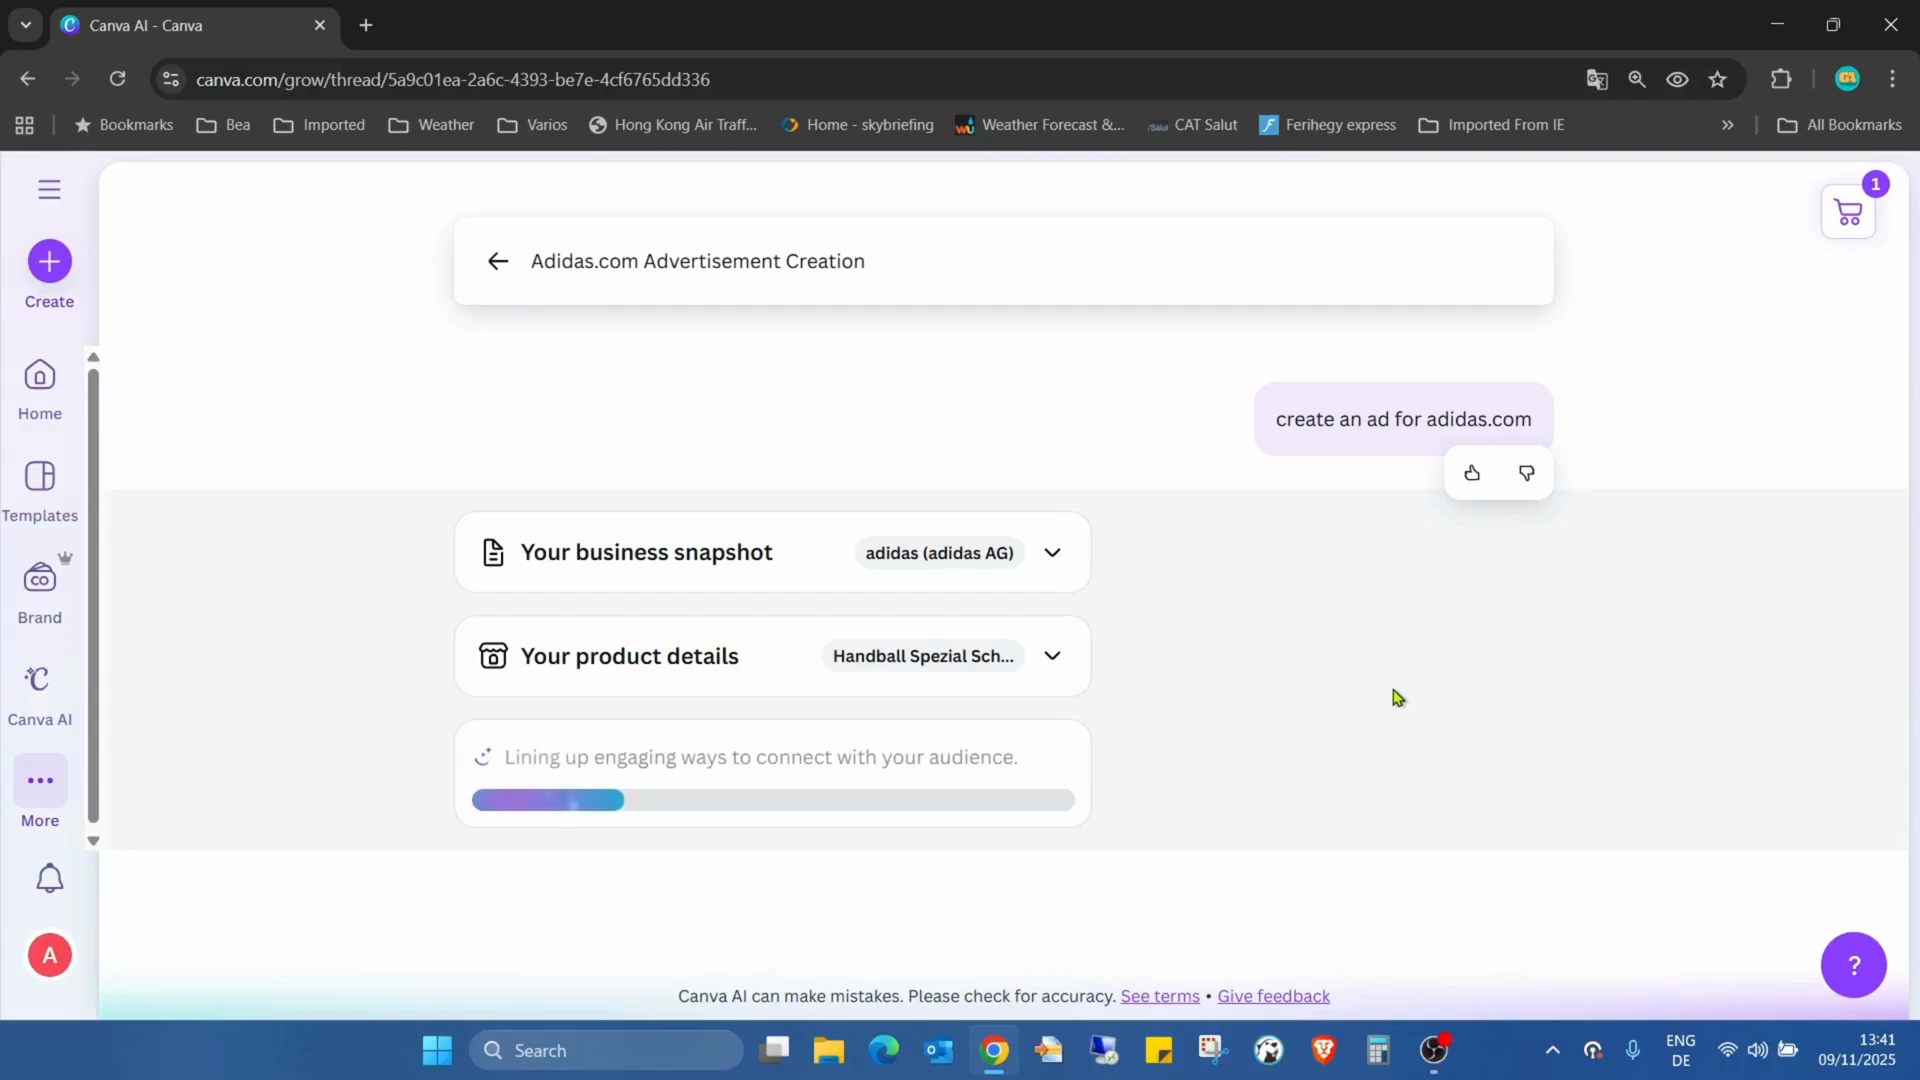 Canva AI - Canva
canva.com/grow/thread/5a9c01ea-2a6c-4393-be7e-4cf6765dd336
Bookmarks
Bea
Imported
Weather
Varios
Hong Kong Air Traff...
Home - skybriefing
Weather Forecast &...
CAT Salut
Ferihegy express
Imported From IE
All Bookmarks
1
Create
Home
Templates
Brand
Canva AI
More
A
Adidas.com Advertisement Creation
create an ad for adidas.com
Your business snapshot
adidas (adidas AG)
Your product details
Handball Spezial Sch...
Lining up engaging ways to connect with your audience.
?
Canva AI can make mistakes. Please check for accuracy. See terms • Give feedback
Search
ENG
DE
13:41
09/11/2025